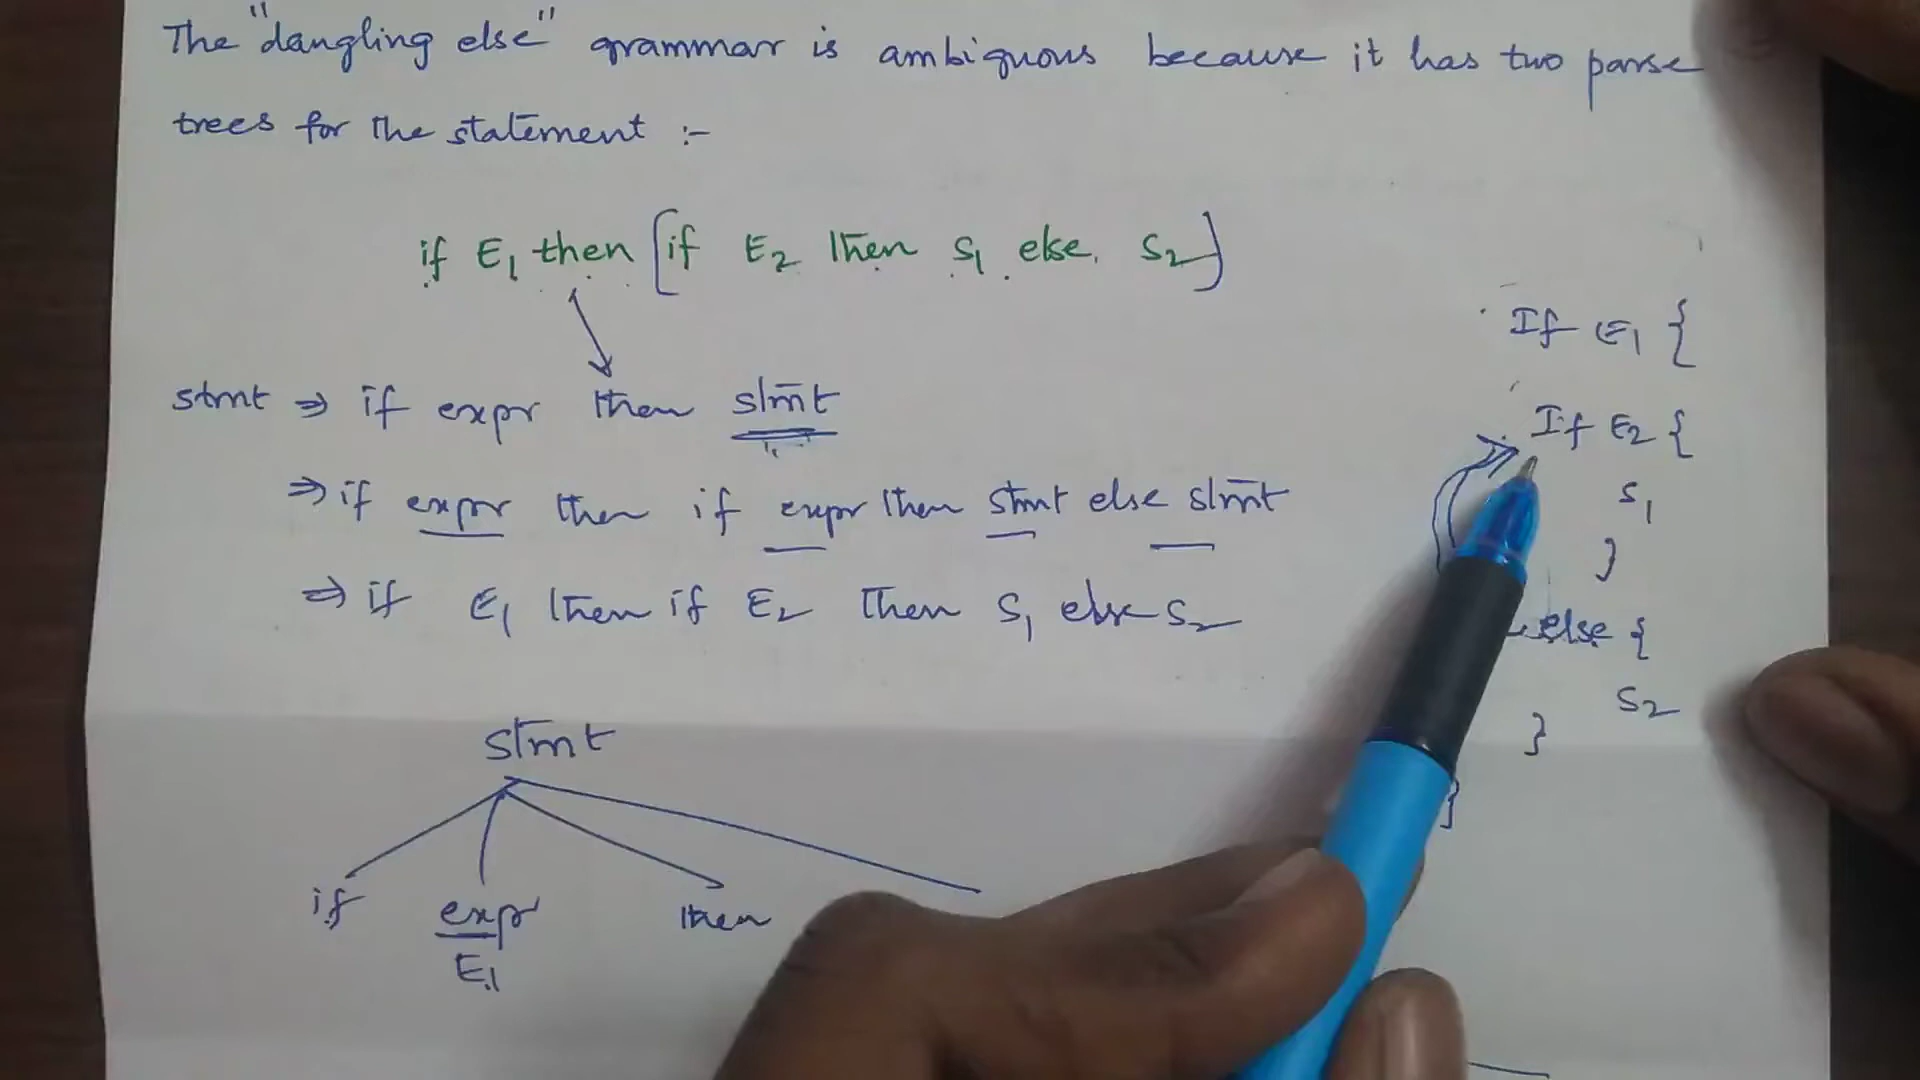 The "dangling else" grammar is ambiguous because it has two parse
trees for the statement :-
if E1 then [if E2 then S1 else S2]
stmt ⇒ if expr then stmt
⇒ if expr then if expr then stmt else stmt
⇒ if E1 then if E2 then S1 else S2
stmt
if expr then
E1
If E1 {
If E2 {
S1
}
else {
S2
}
}